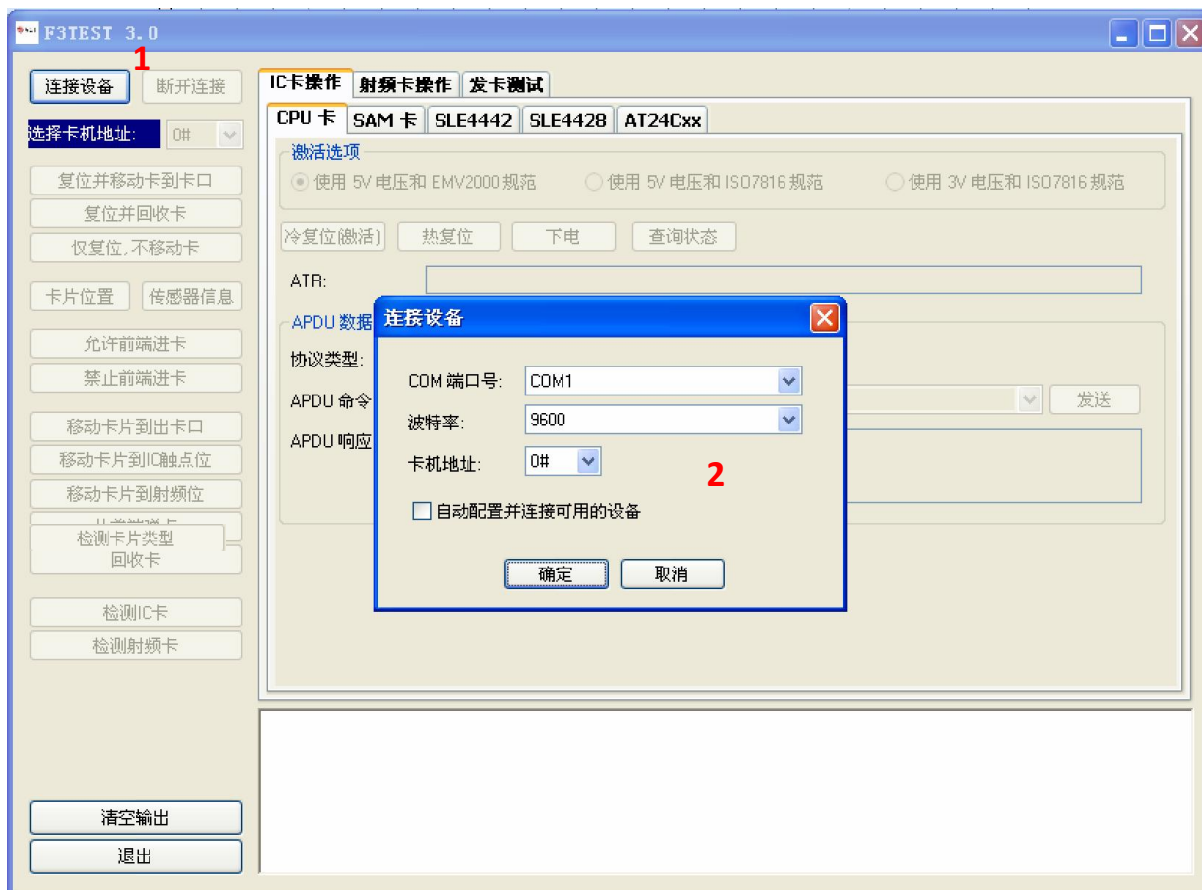 F3TEST 3.0
1
连接设备
断开连接
选择卡机地址:
0#
复位并移动卡到卡口
复位并回收卡
仅复位,不移动卡
卡片位置
传感器信息
允许前端进卡
禁止前端进卡
移动卡片到出卡口
移动卡片到IC触点位
移动卡片到射频位
检测卡片类型
回收卡
检测IC卡
检测射频卡
清空输出
退出
IC卡操作
射频卡操作
发卡测试
CPU 卡
SAM 卡
SLE4442
SLE4428
AT24Cxx
激活选项
使用 5V 电压和 EMV2000 规范
使用 5V 电压和 ISO7816 规范
使用 3V 电压和 ISO7816 规范
冷复位(激活)
热复位
下电
查询状态
ATR:
APDU 数据
协议类型:
APDU 命令
发送
APDU 响应
连接设备
COM 端口号:
COM1
波特率:
9600
卡机地址:
0#
2
自动配置并连接可用的设备
确定
取消